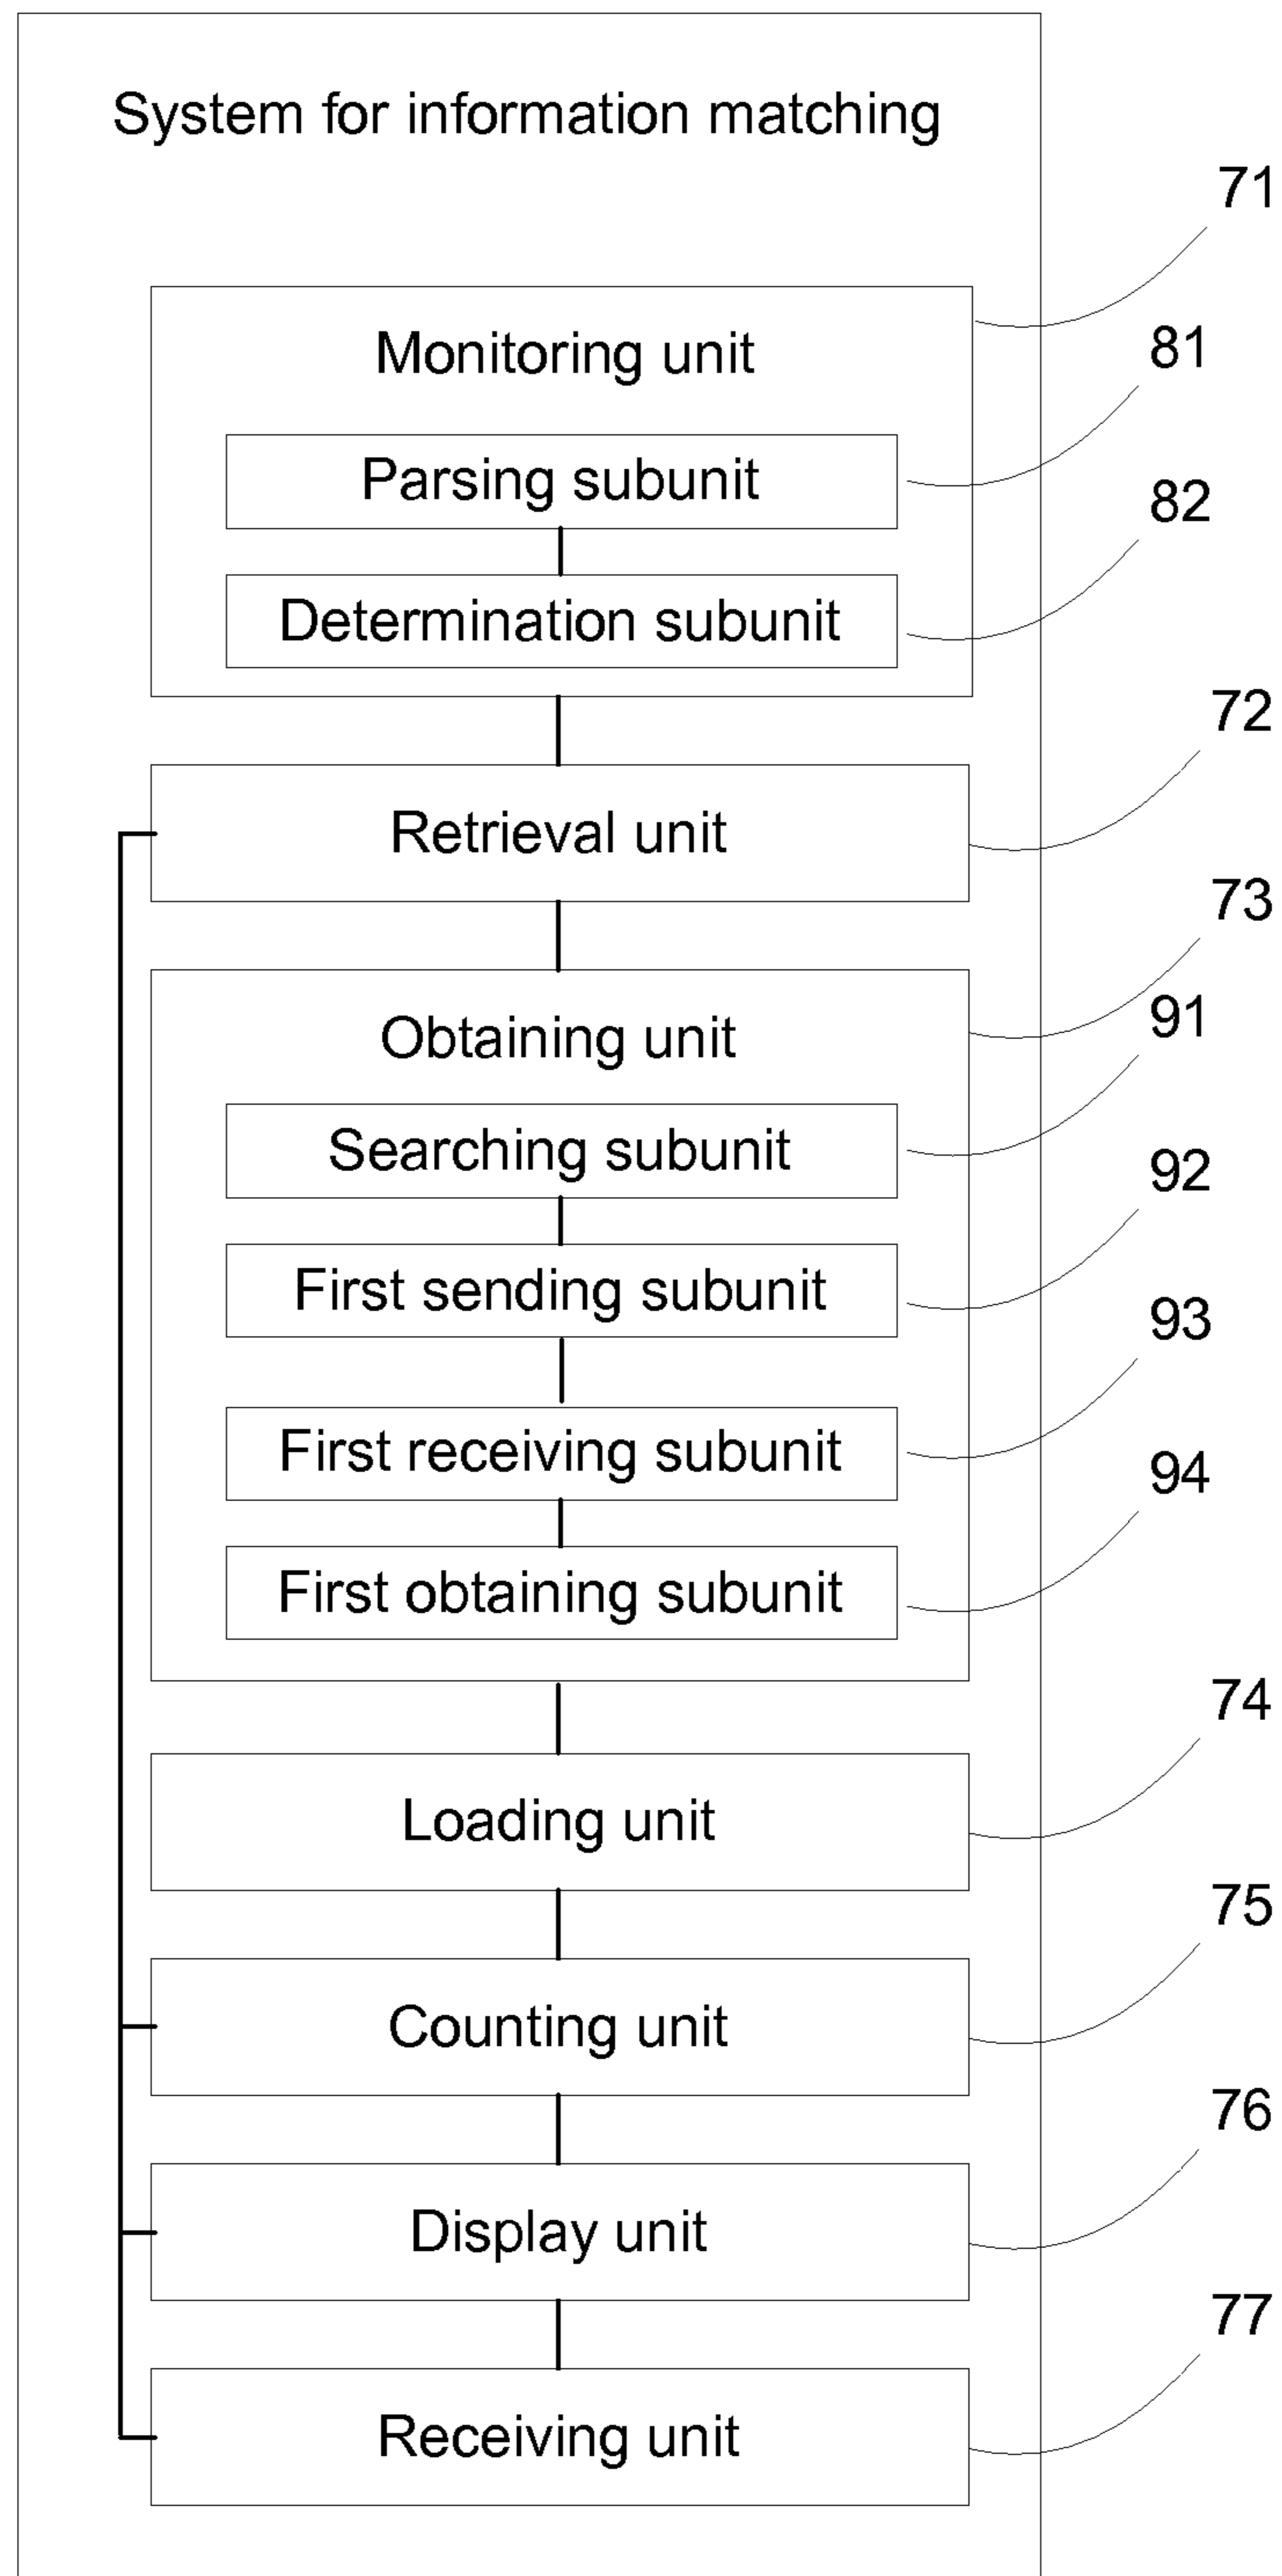 System for information matching
71
Monitoring unit
81
Parsing subunit
82
Determination subunit
72
Retrieval unit
73
Obtaining unit
91
Searching subunit
92
First sending subunit
93
First receiving subunit
94
First obtaining subunit
74
Loading unit
75
Counting unit
76
Display unit
77
Receiving unit